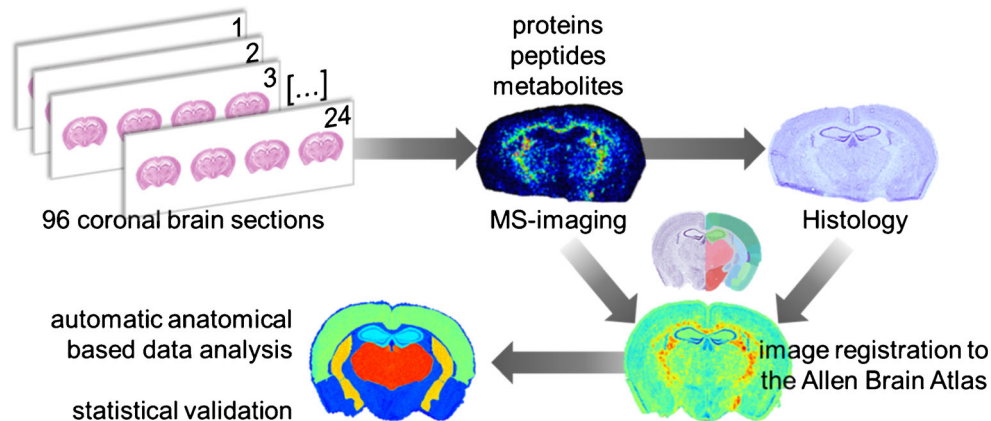 1
2
3
[...]
24
96 coronal brain sections
proteins
peptides
metabolites
MS-imaging
Histology
image registration to
the Allen Brain Atlas
automatic anatomical
based data analysis
statistical validation